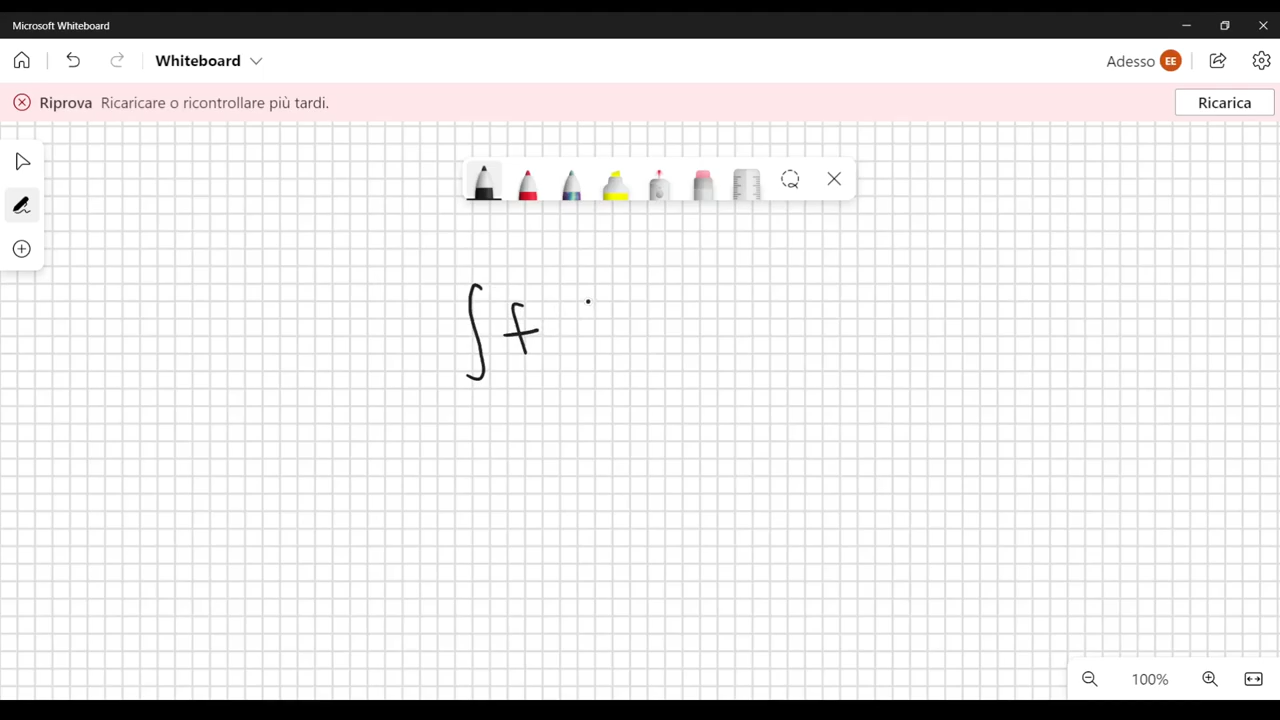 Microsoft Whiteboard
Whiteboard
Adesso EE
Riprova Ricaricare o ricontrollare più tardi.
Ricarica
∫ f
100%